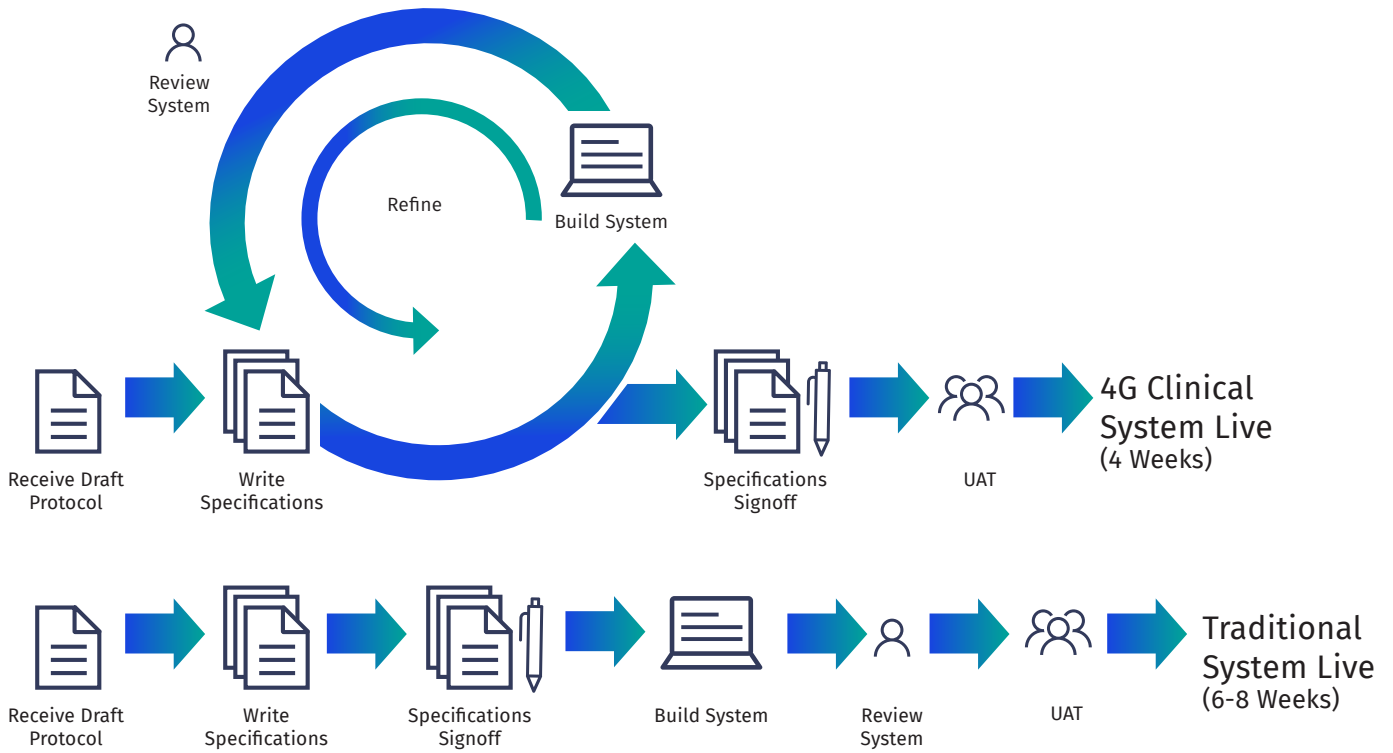 Review
System
Refine
Build System
4G Clinical
System Live
(4 Weeks)
Receive Draft
Protocol
Write
Specifications
Specifications
Signoff
UAT
Receive Draft
Protocol
Write
Specifications
Specifications
Signoff
Build System
Review
System
UAT
Traditional
System Live
(6-8 Weeks)